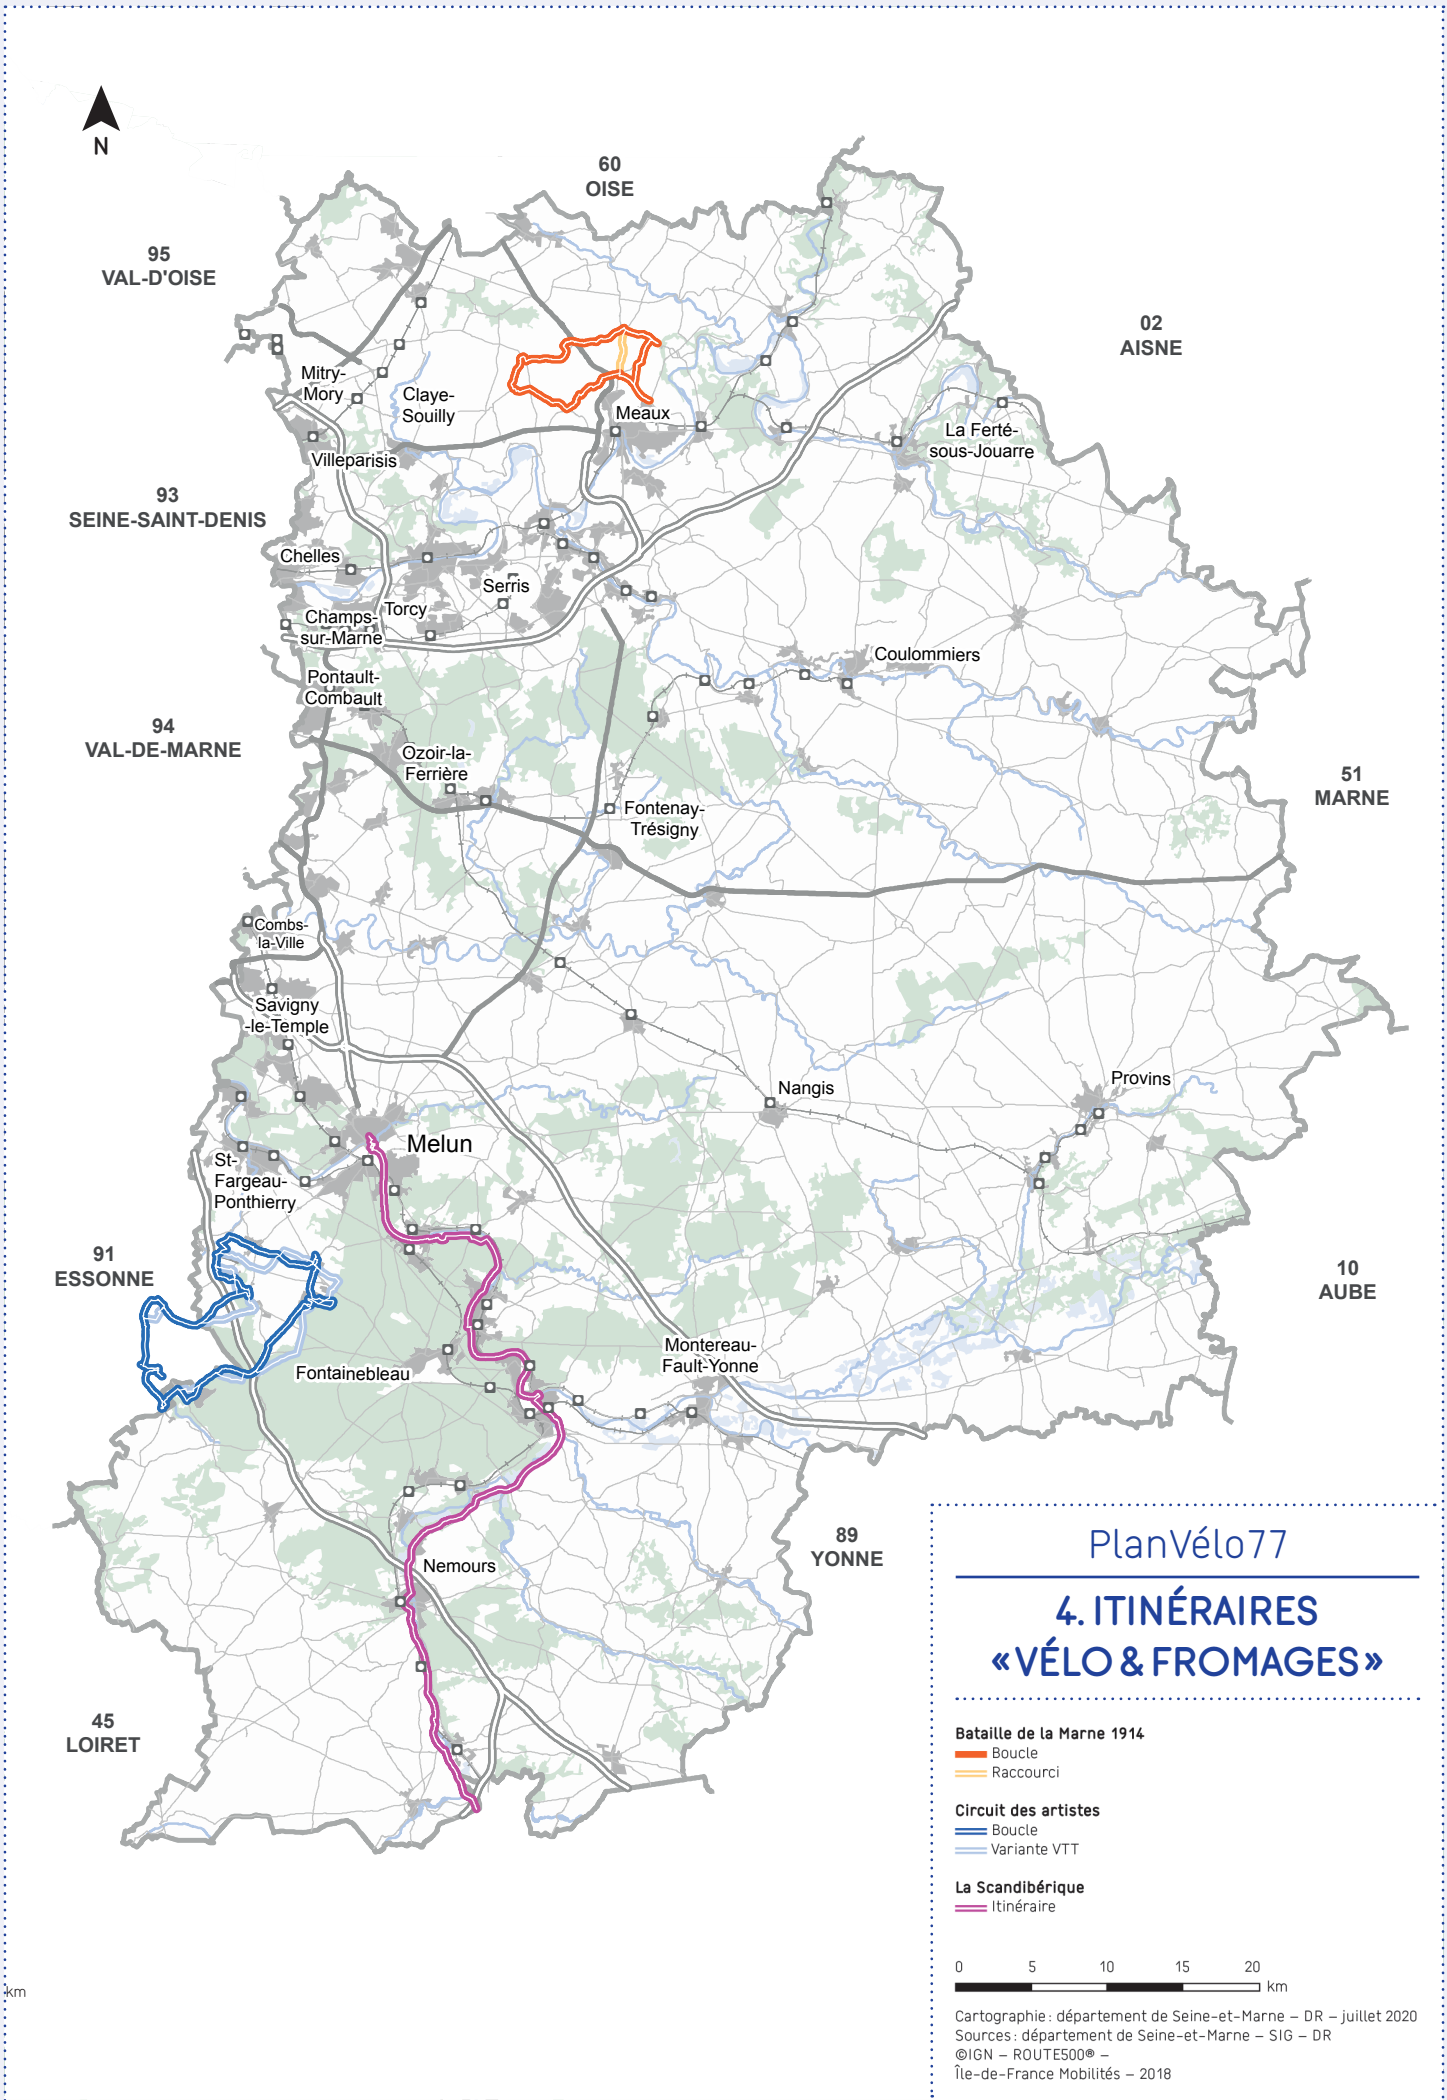 N
60
OISE
95
VAL-D'OISE
02
AISNE
Mitry-
Mory
Claye-
Souilly
Meaux
La Ferté-
sous-Jouarre
Villeparisis
93
SEINE-SAINT-DENIS
Chelles
Serris
Torcy
Champs-
sur-Marne
Coulommiers
Pontault-
Combault
94
VAL-DE-MARNE
Ozoir-la-
Ferrière
51
MARNE
Fontenay-
Trésigny
Combs-
la-Ville
Savigny
-le-Temple
Nangis
Provins
Melun
St-
Fargeau-
Ponthierry
91
ESSONNE
10
AUBE
Montereau-
Fault-Yonne
Fontainebleau
89
YONNE
Nemours
45
LOIRET
km
PlanVélo77
4. ITINÉRAIRES
«VÉLO & FROMAGES»
Bataille de la Marne 1914
Boucle
Raccourci
Circuit des artistes
Boucle
Variante VTT
La Scandibérique
Itinéraire
0 5 10 15 20
km
Cartographie : département de Seine-et-Marne – DR – juillet 2020
Sources : département de Seine-et-Marne – SIG – DR
©IGN – ROUTE500® –
Île-de-France Mobilités – 2018